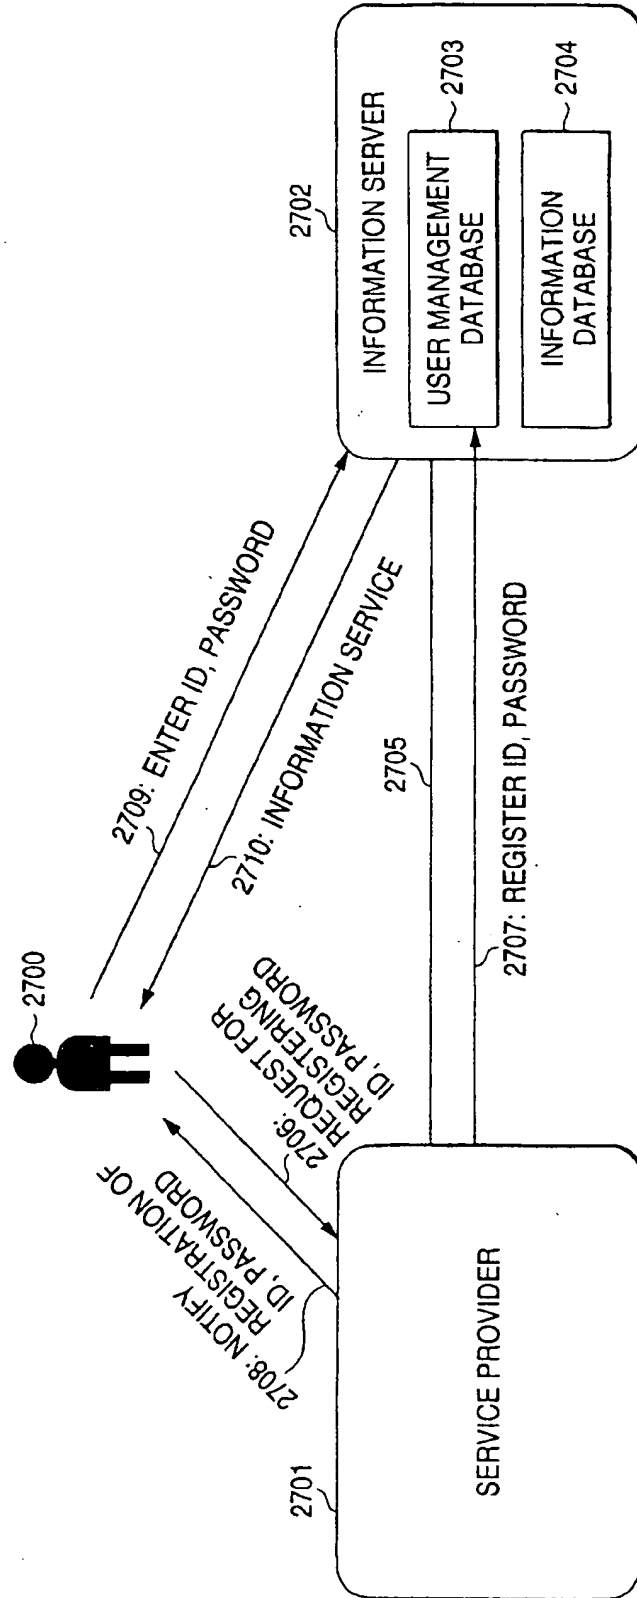 2700
2708: NOTIFY
REGISTRATION OF
ID, PASSWORD
2706:
REQUEST FOR
REGISTERING
ID, PASSWORD
2709: ENTER ID, PASSWORD
2710: INFORMATION SERVICE
2701
SERVICE PROVIDER
2705
2707: REGISTER ID, PASSWORD
2702
INFORMATION SERVER
USER MANAGEMENT
DATABASE
2703
INFORMATION
DATABASE
2704